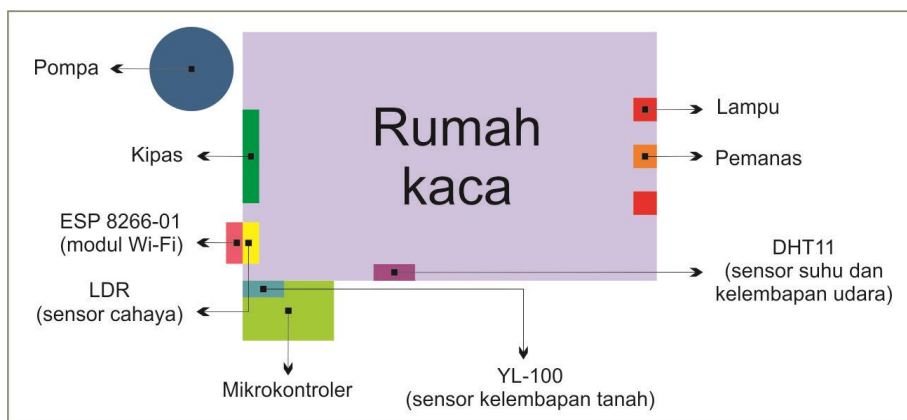 Pompa
Kipas
ESP 8266-01
(modul Wi-Fi)
LDR
(sensor cahaya)
Mikrokontroler
Rumah
kaca
Lampu
Pemanas
DHT11
(sensor suhu dan
kelembapan udara)
YL-100
(sensor kelembapan tanah)